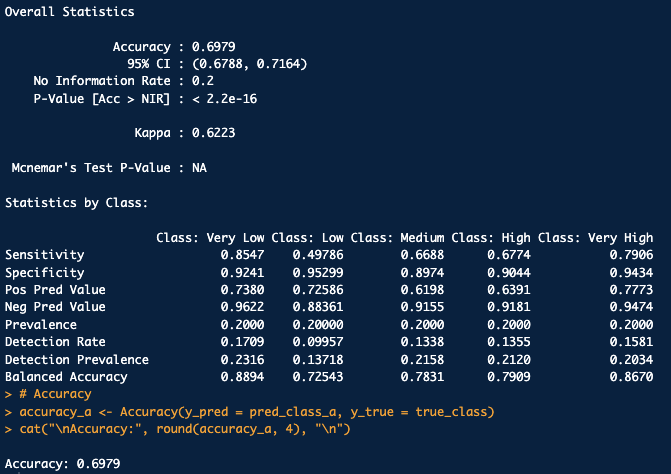 Overall Statistics
Accuracy : 0.6979
95% CI : (0.6788, 0.7164)
No Information Rate : 0.2
P-Value [Acc > NIR] : < 2.2e-16
Kappa : 0.6223
Mcnemar's Test P-Value : NA
Statistics by Class:
Class: Very Low Class: Low Class: Medium Class: High Class: Very High
Sensitivity 0.8547 0.49786 0.6688 0.6774 0.7906
Specificity 0.9241 0.95299 0.8974 0.9044 0.9434
Pos Pred Value 0.7380 0.72586 0.6198 0.6391 0.7773
Neg Pred Value 0.9622 0.88361 0.9155 0.9181 0.9474
Prevalence 0.2000 0.20000 0.2000 0.2000 0.2000
Detection Rate 0.1709 0.09957 0.1338 0.1355 0.1581
Detection Prevalence 0.2316 0.13718 0.2158 0.2120 0.2034
Balanced Accuracy 0.8894 0.72543 0.7831 0.7909 0.8670
> # Accuracy
> accuracy_a <- Accuracy(y_pred = pred_class_a, y_true = true_class)
> cat("\nAccuracy:", round(accuracy_a, 4), "\n")
Accuracy: 0.6979